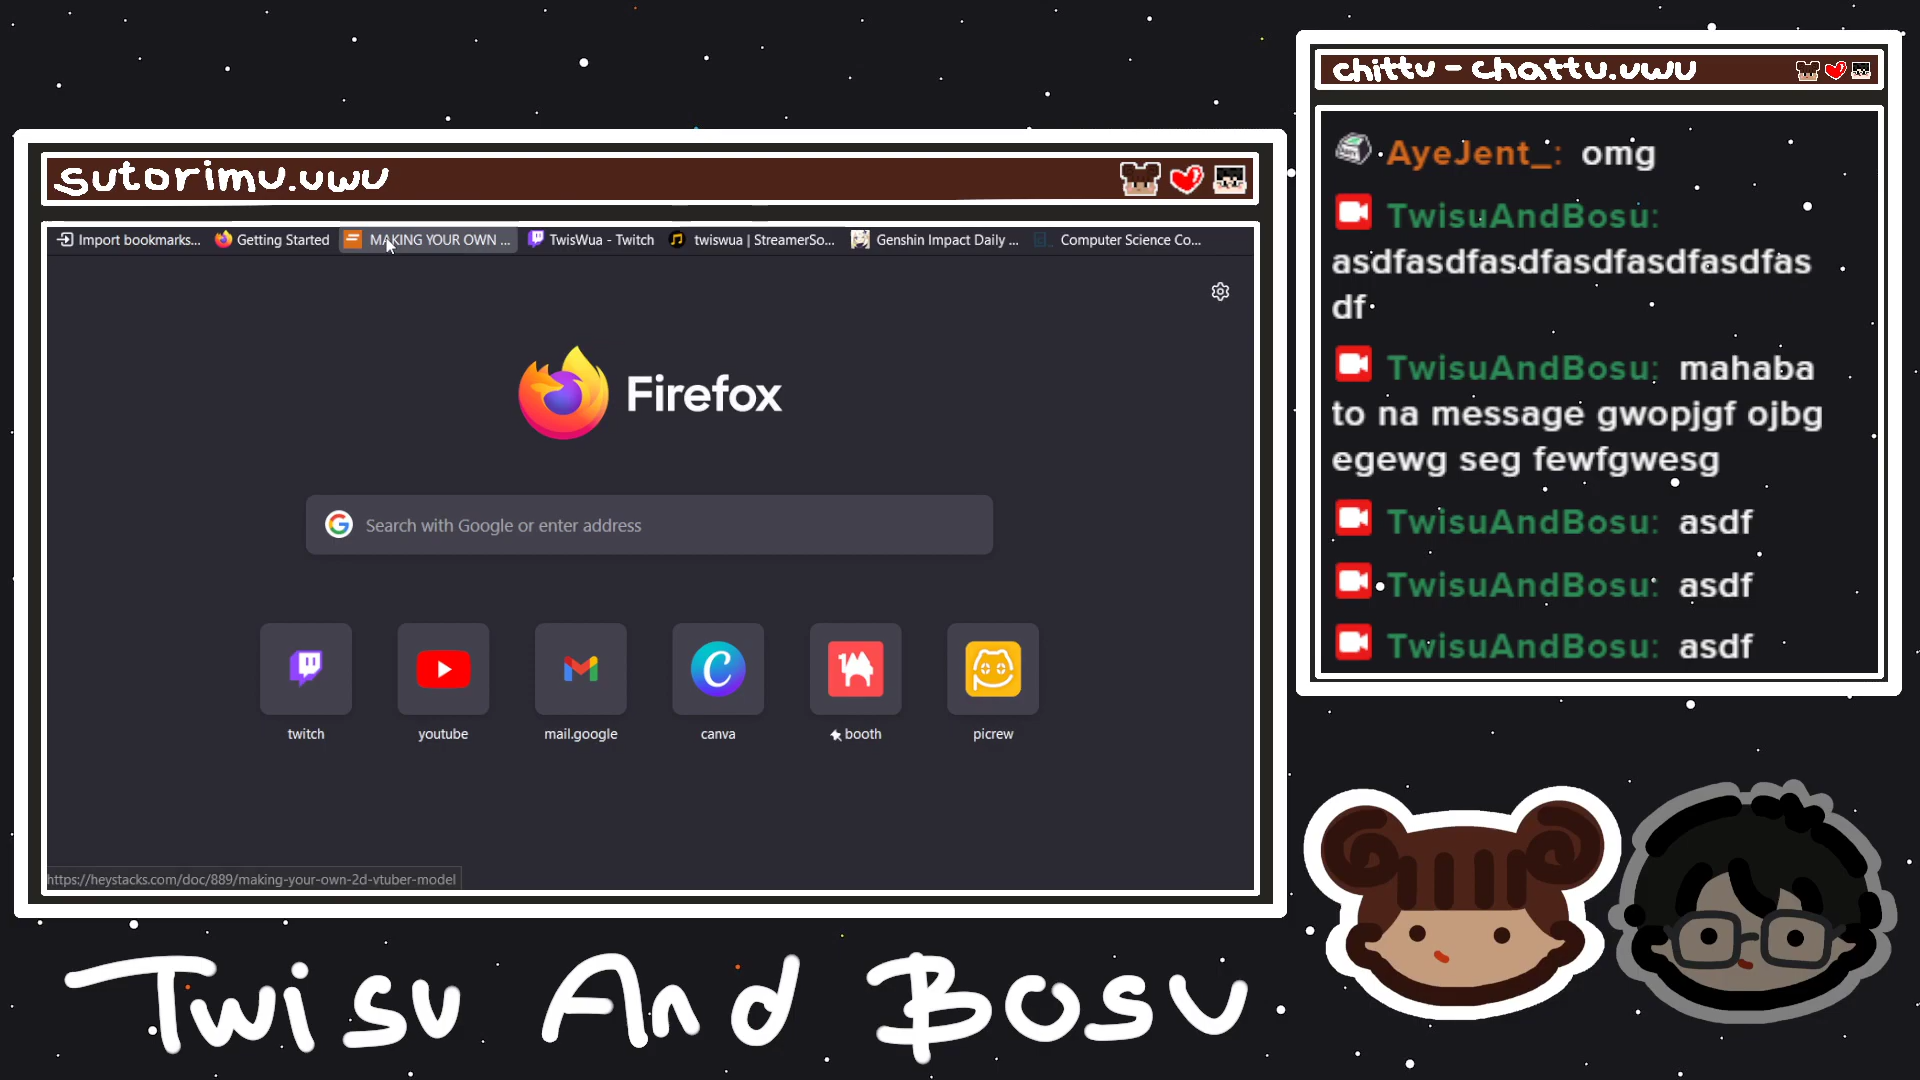 sutorimu.uwu
Import bookmarks... Getting Started MAKING YOUR OWN ... TwisWua - Twitch twiswua | StreamerSo... Genshin Impact Daily ... Computer Science Co...
Firefox
Search with Google or enter address
twitch youtube mail.google canva booth picrew
https://heystacks.com/doc/889/making-your-own-2d-vtuber-model
chittu - chattu.uwu
AyeJent_: omg
TwisuAndBosu:
asdfasdfasdfasdfasdfasdfas
df
TwisuAndBosu: mahaba
to na message gwopjgf ojbg
egewg seg fewfgwesg
TwisuAndBosu: asdf
TwisuAndBosu: asdf
TwisuAndBosu: asdf
Twisu And Bosu